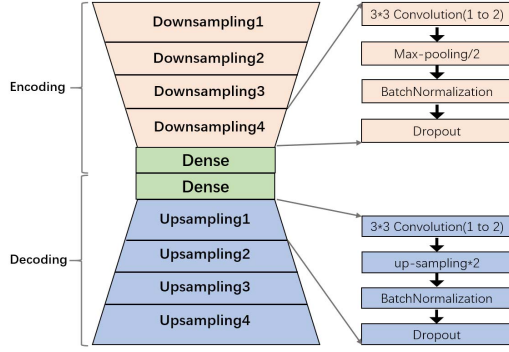 Encoding
Downsampling1
Downsampling2
Downsampling3
Downsampling4
Dense
Dense
Decoding
Upsampling1
Upsampling2
Upsampling3
Upsampling4
3*3 Convolution(1 to 2)
Max-pooling/2
BatchNormalization
Dropout
3*3 Convolution(1 to 2)
up-sampling*2
BatchNormalization
Dropout